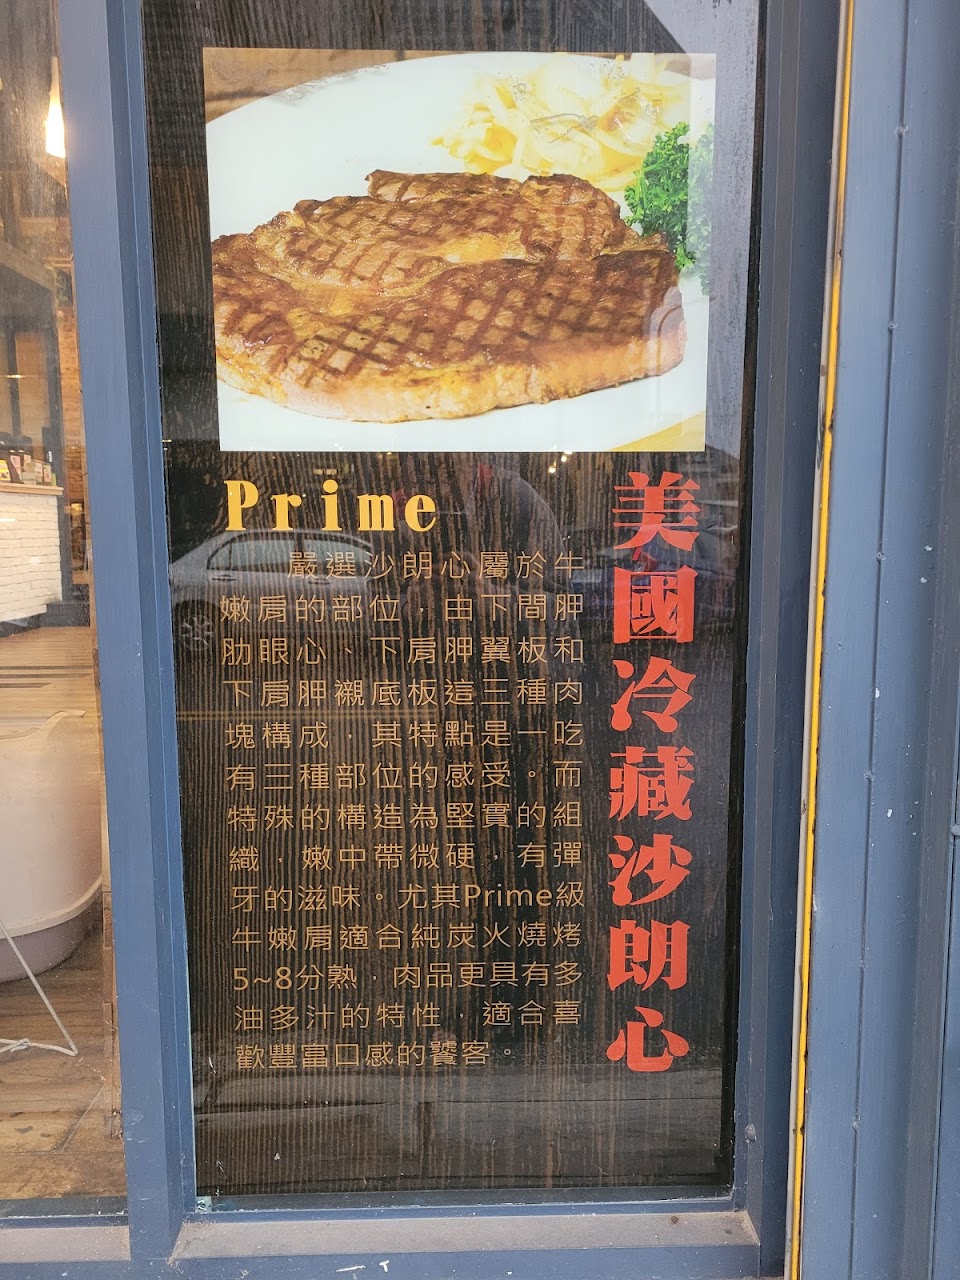 美國冷藏沙朗心
Prime
嚴選沙朗心屬於牛
嫩肩的部位，由下間胛
肋眼心、下肩胛翼板和
下肩胛襯底板這三種肉
塊構成，其特點是一吃
有三種部位的感受。而
特殊的構造為堅實的組
織，嫩中帶微硬，有彈
牙的滋味。尤其Prime級
牛嫩肩適合純炭火燒烤
5~8分熟，肉品更具有多
油多汁的特性，適合喜
歡豐富口感的饕客。